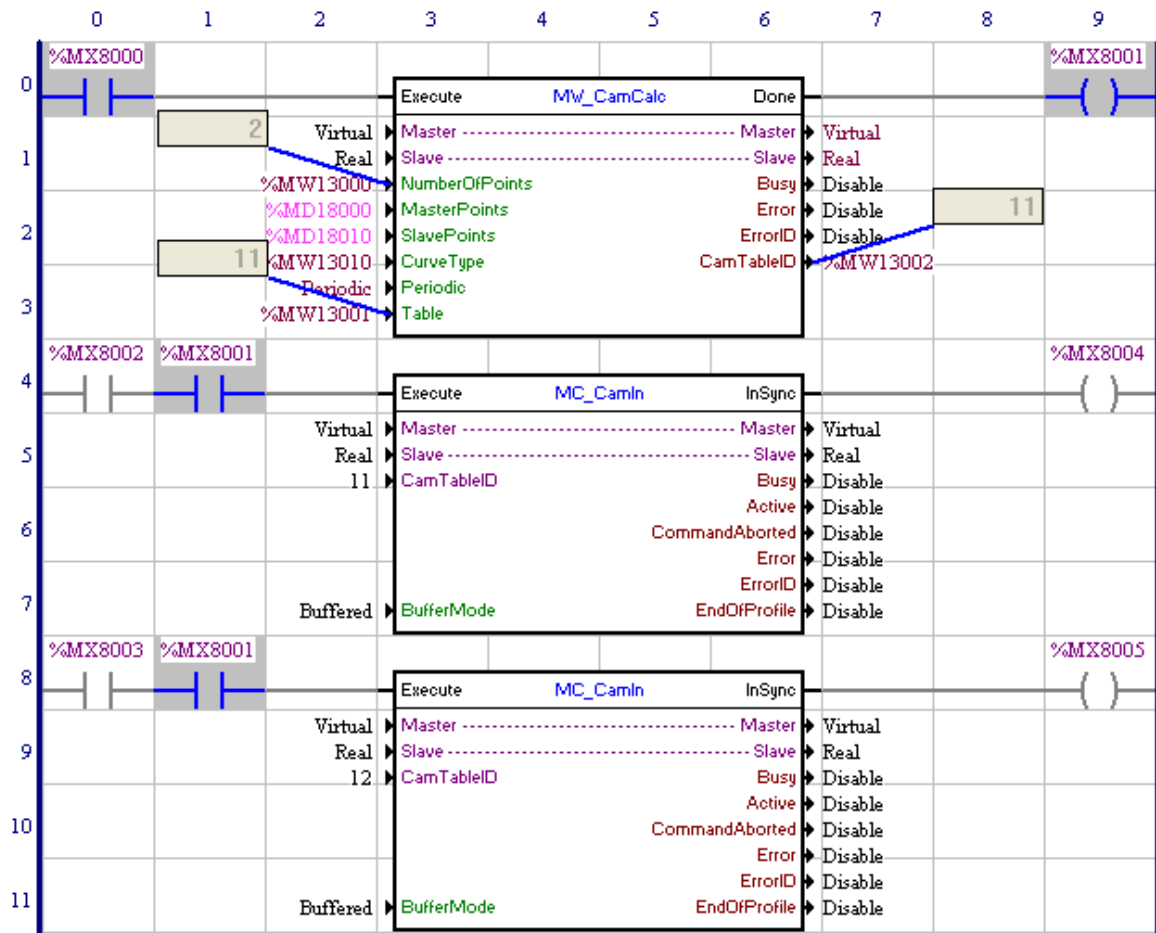 0 1 2 3 4 5 6 7 8 9
%MX8000 %MX8001
0 Execute MW_CamCalc Done
2 Virtual Master Master Virtual
1 Real Slave Slave Real
%MW13000 NumberOfPoints Busy Disable
%MD18000 MasterPoints Error Disable 11
2 %MD18010 SlavePoints ErrorID Disable
11 %MW13010 CurveType CamTableID %MW13002
Periodic Periodic
3 %MW13001 Table
%MX8002 %MX8001 %MX8004
4 Execute MC_CamIn InSync
Virtual Master Master Virtual
5 Real Slave Slave Real
11 CamTableID Busy Disable
Active Disable
6 CommandAborted Disable
Error Disable
ErrorID Disable
7 Buffered BufferMode EndOfProfile Disable
%MX8003 %MX8001 %MX8005
8 Execute MC_CamIn InSync
Virtual Master Master Virtual
9 Real Slave Slave Real
12 CamTableID Busy Disable
Active Disable
10 CommandAborted Disable
Error Disable
ErrorID Disable
11 Buffered BufferMode EndOfProfile Disable